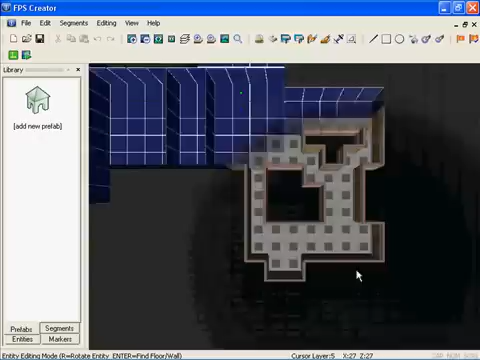 FPS Creator
File Edit Segments Editing View Help
Library
[add new prefab]
Prefabs Segments
Entities Markers
Entity Editing Mode (R=Rotate Entity ENTER=Find Floor/Wall) Cursor Layer:5 X:27 Z:27